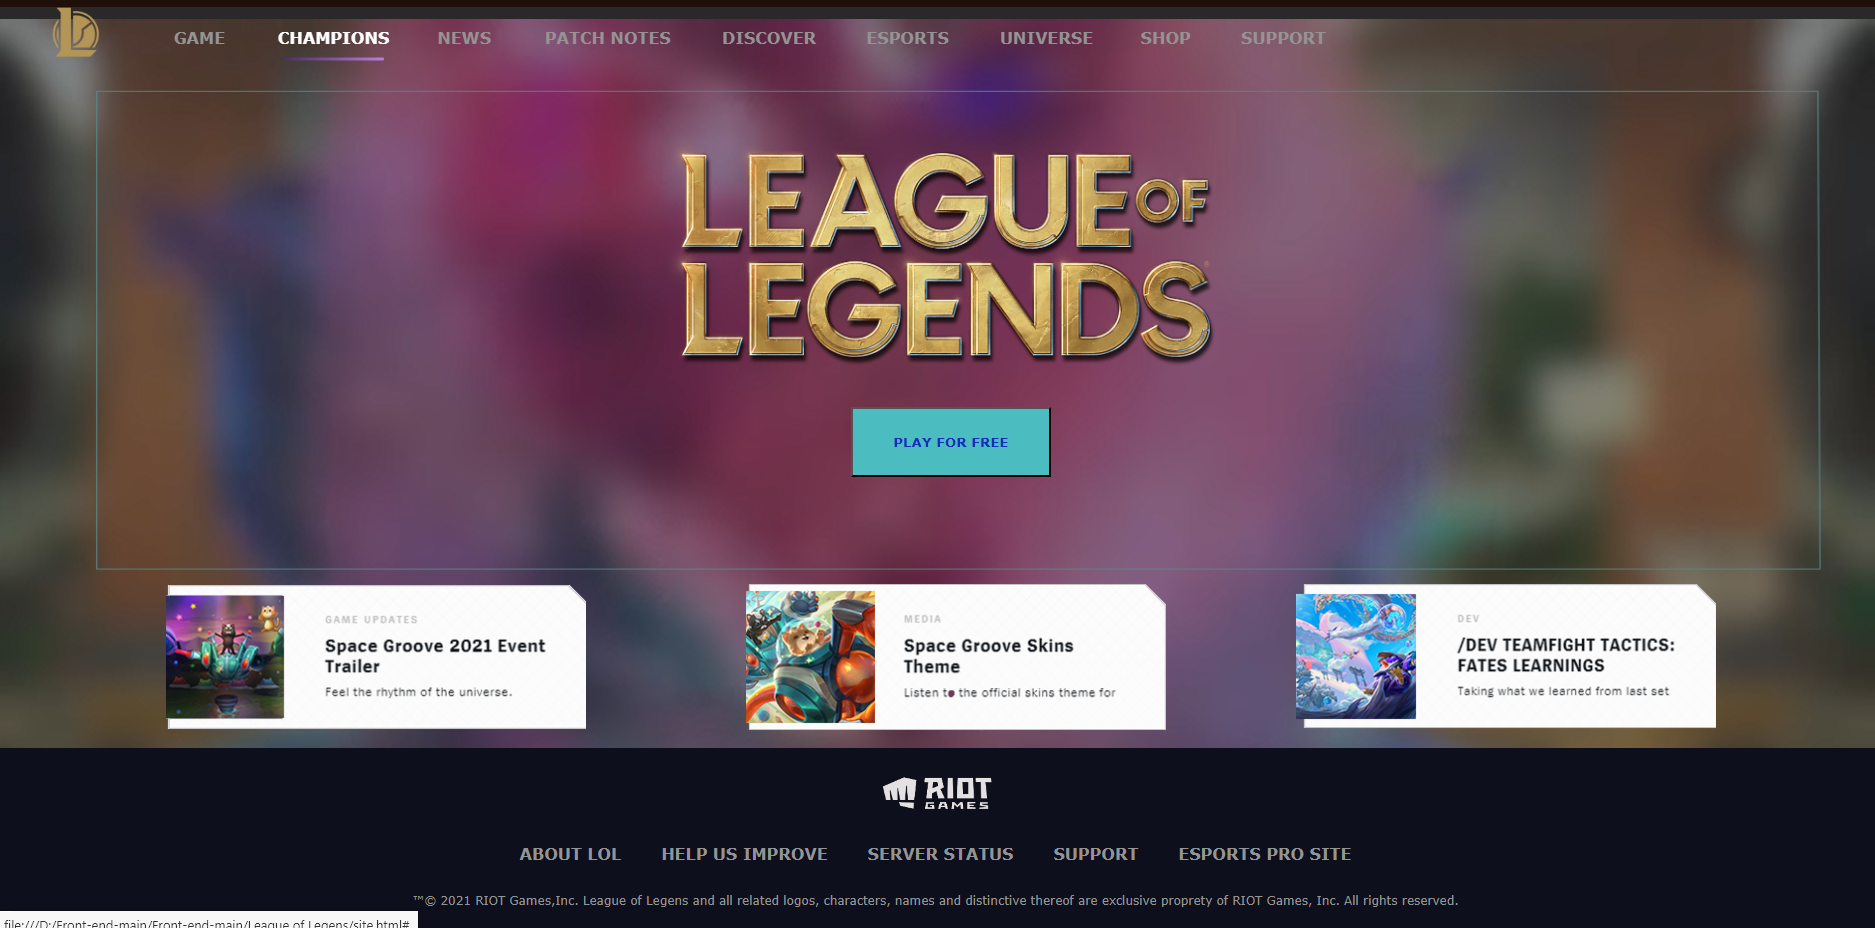 GAME CHAMPIONS NEWS PATCH NOTES DISCOVER ESPORTS UNIVERSE SHOP SUPPORT
LEAGUE OF
LEGENDS
PLAY FOR FREE
GAME UPDATES
Space Groove 2021 Event
Trailer
Feel the rhythm of the universe.
MEDIA
Space Groove Skins
Theme
Listen to the official skins theme for
DEV
/DEV TEAMFIGHT TACTICS:
FATES LEARNINGS
Taking what we learned from last set
RIOT
GAMES
ABOUT LOL HELP US IMPROVE SERVER STATUS SUPPORT ESPORTS PRO SITE
™© 2021 RIOT Games,Inc. League of Legens and all related logos, characters, names and distinctive thereof are exclusive proprety of RIOT Games, Inc. All rights reserved.
file:///D:/Front-end-main/Front-end-main/League of Legens/site.html#